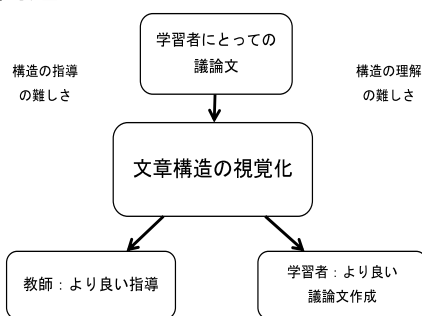 学習者にとっての
議論文
構造の指導
の難しさ
構造の理解
の難しさ
文章構造の視覚化
教師：より良い指導
学習者：より良い
議論文作成